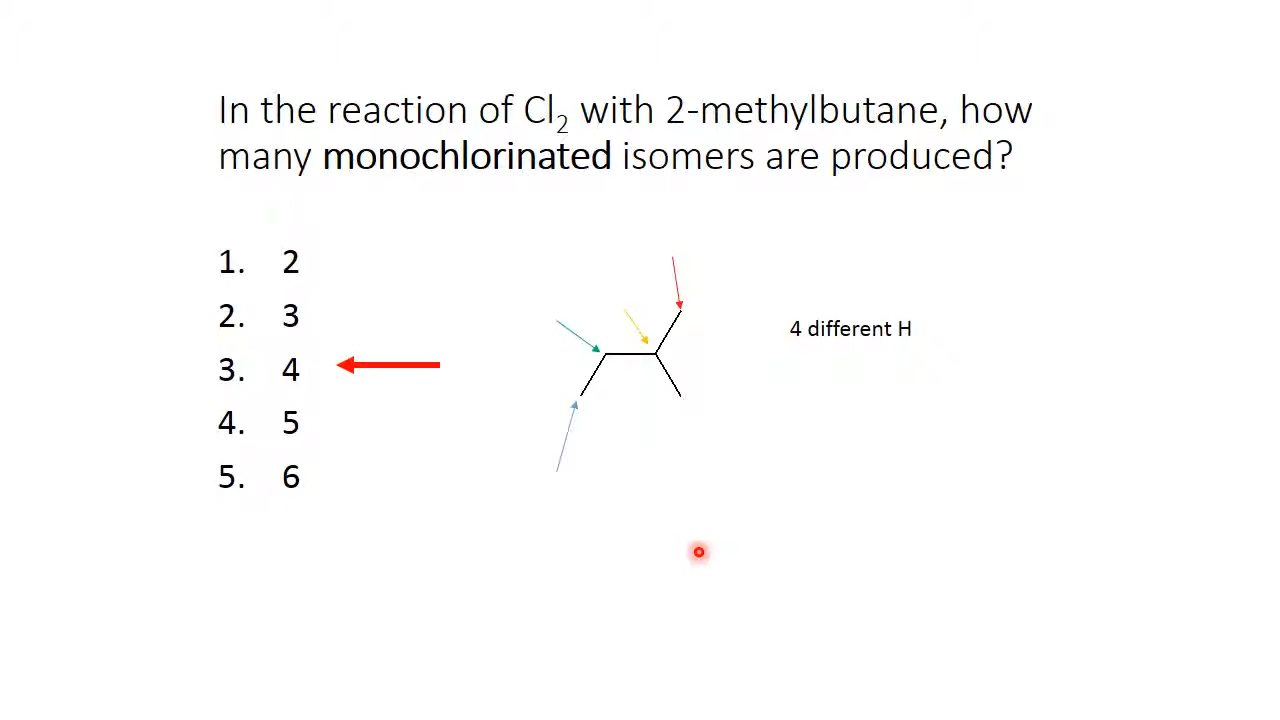 In the reaction of Cl₂ with 2-methylbutane, how
many monochlorinated isomers are produced?
1. 2
2. 3
3. 4
4. 5
5. 6
4 different H